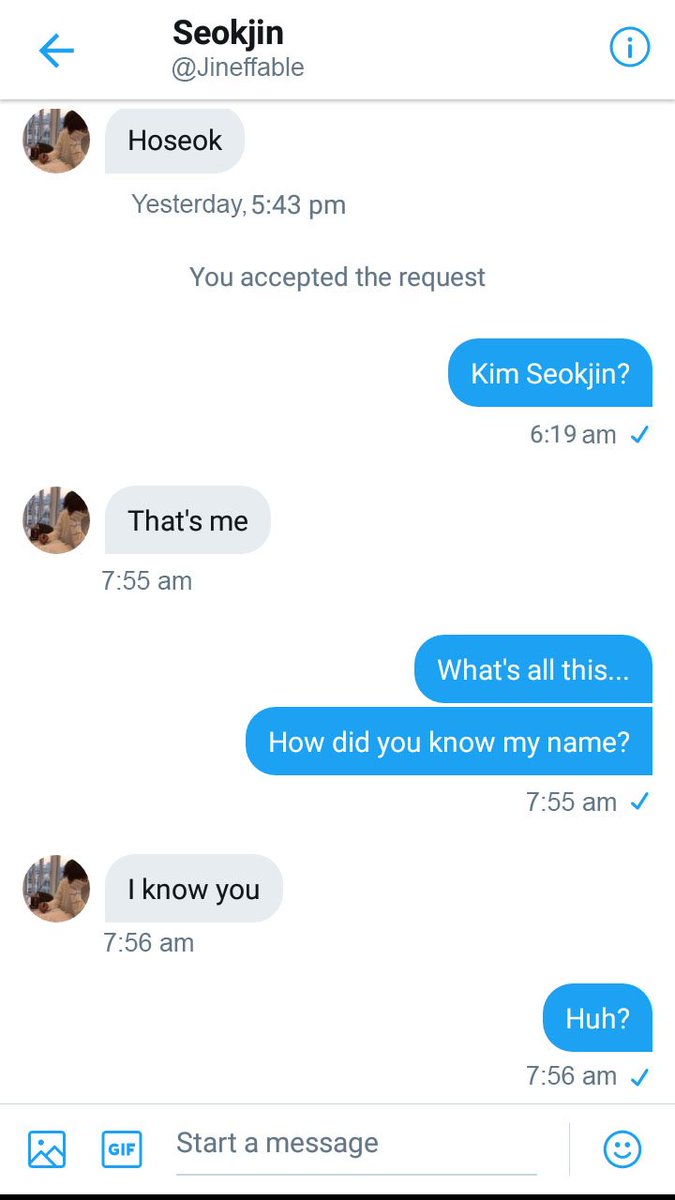 Seokjin
@Jineffable
Hoseok
Yesterday, 5:43 pm
You accepted the request
Kim Seokjin?
6:19 am
That's me
7:55 am
What's all this...
How did you know my name?
7:55 am
I know you
7:56 am
Huh?
7:56 am
GIF
Start a message